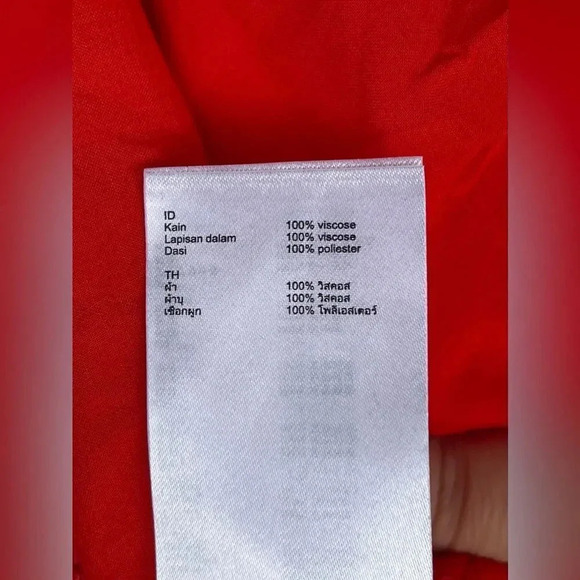 ID
Kain 100% viscose
Lapisan dalam 100% viscose
Dasi 100% poliester
TH
ผ้า 100% วิสคอส
ผ้าบุ 100% วิสคอส
เชือกผูก 100% โพลีเอสเตอร์